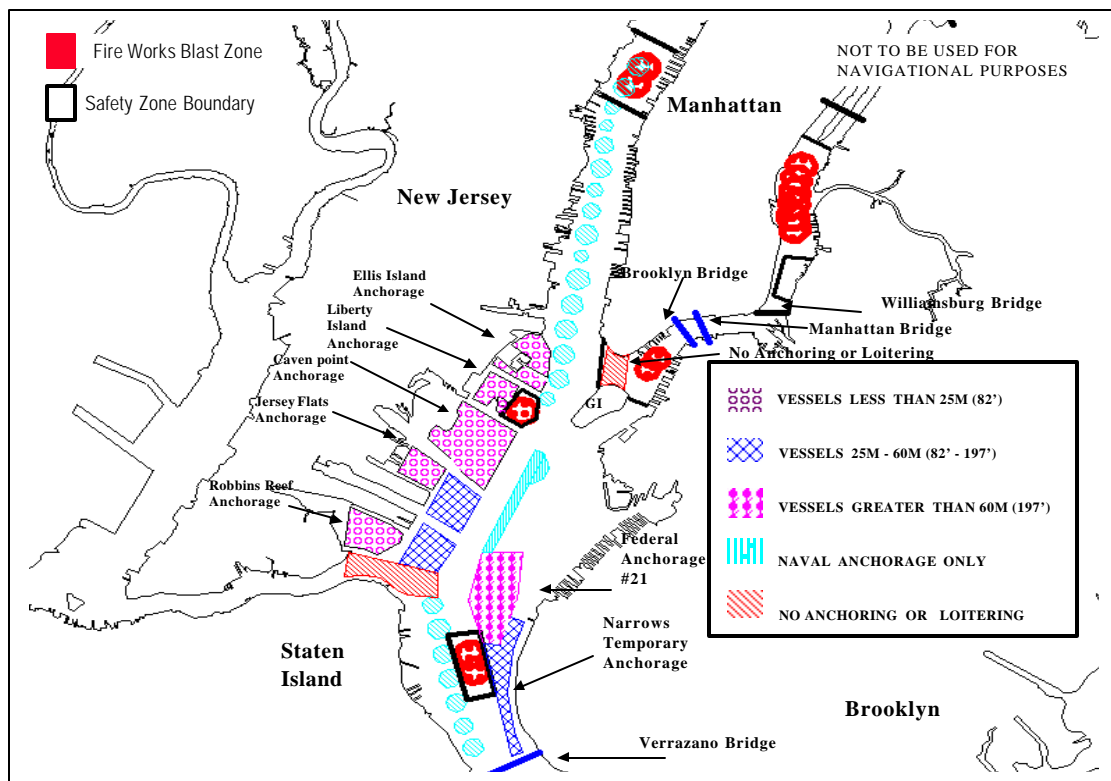 Fire Works Blast Zone
Safety Zone Boundary
NOT TO BE USED FOR
NAVIGATIONAL PURPOSES
Manhattan
New Jersey
Ellis Island
Anchorage
Liberty
Island
Anchorage
Caven point
Anchorage
Jersey Flats
Anchorage
Robbins Reef
Anchorage
Brooklyn Bridge
Williamsburg Bridge
Manhattan Bridge
No Anchoring or Loitering
GI
VESSELS LESS THAN 25M (82')
VESSELS 25M - 60M (82' - 197')
VESSELS GREATER THAN 60M (197')
NAVAL ANCHORAGE ONLY
NO ANCHORING OR LOITERING
Federal
Anchorage
#21
Narrows
Temporary
Anchorage
Staten
Island
Brooklyn
Verrazano Bridge